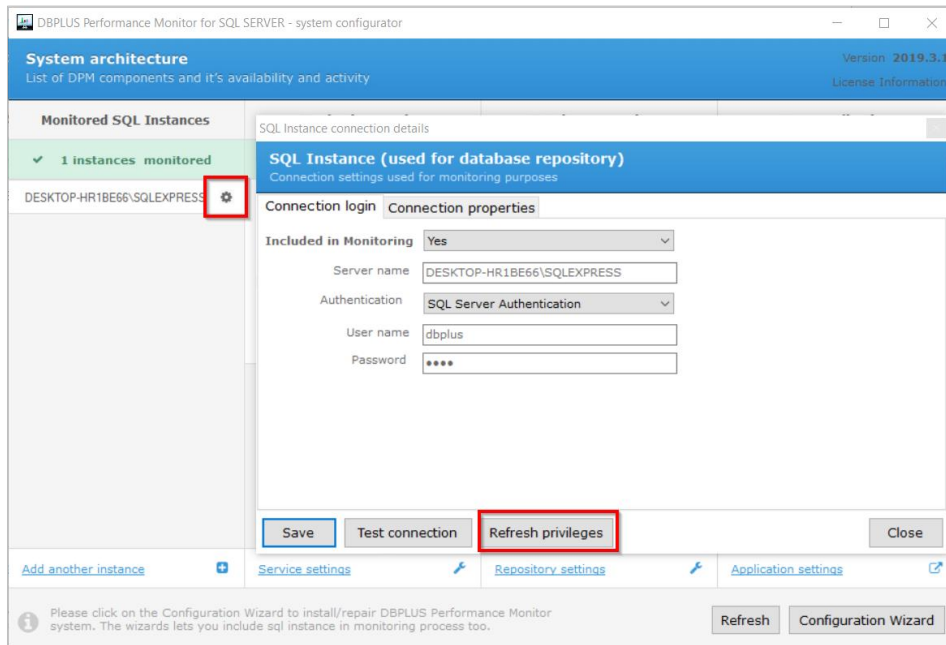 DBPLUS Performance Monitor for SQL SERVER - system configurator
System architecture
List of DPM components and it's availability and activity
Version 2019.3.1
License Information
Monitored SQL Instances
1 instances monitored
DESKTOP-HR1BE66\SQLEXPRESS
SQL Instance connection details
SQL Instance (used for database repository)
Connection settings used for monitoring purposes
Connection login Connection properties
Included in Monitoring Yes
Server name DESKTOP-HR1BE66\SQLEXPRESS
Authentication SQL Server Authentication
User name dbplus
Password ••••
Save Test connection Refresh privileges Close
Add another instance Service settings Repository settings Application settings
Please click on the Configuration Wizard to install/repair DBPLUS Performance Monitor
system. The wizards lets you include sql instance in monitoring process too.
Refresh Configuration Wizard